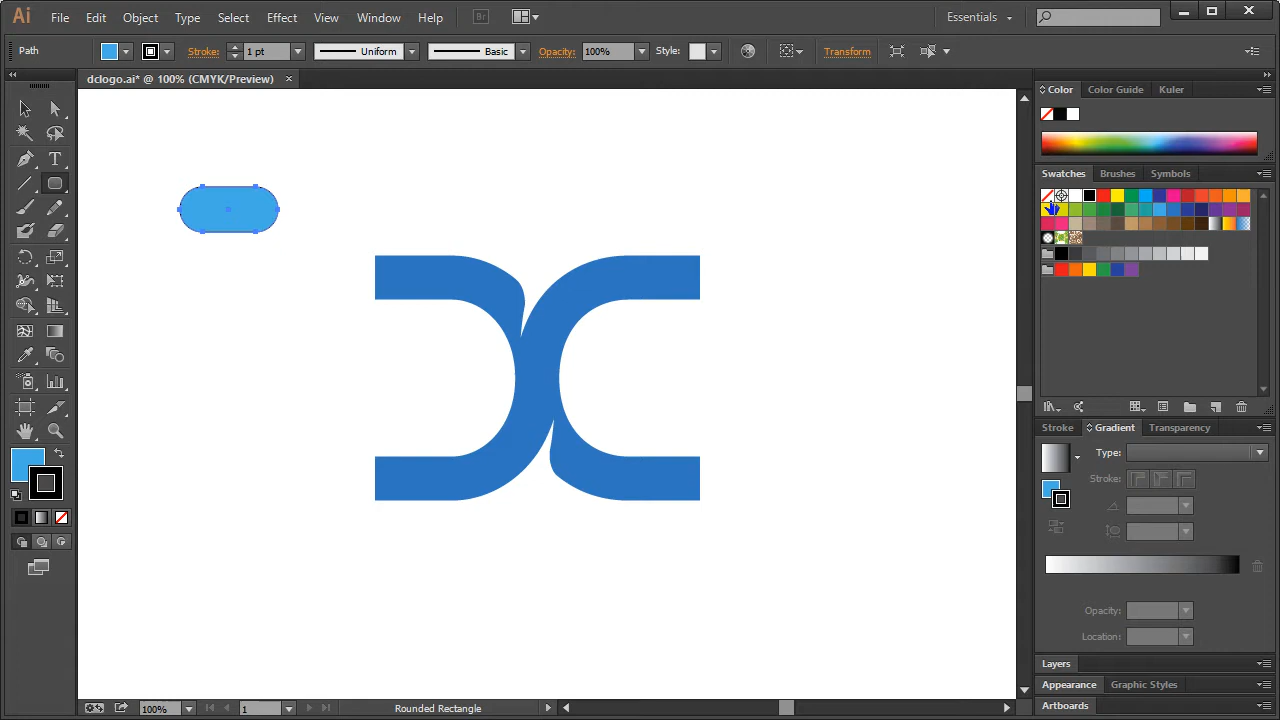 Ai File Edit Object Type Select Effect View Window Help Br Essentials
Path Stroke: 1 pt Uniform Basic Opacity: 100% Style: Transform
dclogo.ai* @ 100% (CMYK/Preview)
Color Color Guide Kuler
Swatches Brushes Symbols
Stroke Gradient Transparency
Type:
Stroke:
Opacity:
Location:
Layers
Appearance Graphic Styles
Artboards
100% 1 Rounded Rectangle